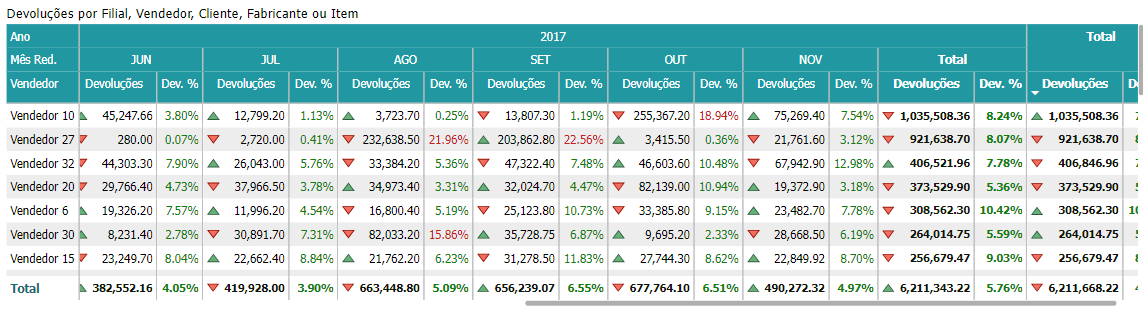 Devoluções por Filial, Vendedor, Cliente, Fabricante ou Item
Ano 2017 Total
Mês Red. JUN JUL AGO SET OUT NOV Total
Vendedor Devoluções Dev. % Devoluções Dev. % Devoluções Dev. % Devoluções Dev. % Devoluções Dev. % Devoluções Dev. % Devoluções Dev. % Devoluções
Vendedor 10 45,247.66 3.80% 12,799.20 1.13% 3,723.70 0.25% 13,807.30 1.19% 255,367.20 18.94% 75,269.40 7.54% 1,035,508.36 8.24% 1,035,508.36
Vendedor 27 280.00 0.07% 2,720.00 0.41% 232,638.50 21.96% 203,862.80 22.56% 3,415.50 0.36% 21,761.60 3.12% 921,638.70 8.07% 921,638.70
Vendedor 32 44,303.30 7.90% 26,043.00 5.76% 33,384.20 5.36% 47,322.40 7.48% 46,603.60 10.48% 67,942.90 12.98% 406,521.96 7.78% 406,846.96
Vendedor 20 29,766.40 4.73% 37,966.50 3.78% 34,973.40 3.31% 32,024.70 4.47% 82,139.00 10.94% 19,372.90 3.18% 373,529.90 5.36% 373,529.90
Vendedor 6 19,326.20 7.57% 11,996.20 4.54% 16,800.40 5.19% 25,123.80 10.73% 33,385.80 9.15% 23,482.70 7.78% 308,562.30 10.42% 308,562.30
Vendedor 30 8,231.40 2.78% 30,891.70 7.31% 82,033.20 15.86% 35,728.75 6.87% 9,695.20 2.33% 28,668.50 6.19% 264,014.75 5.59% 264,014.75
Vendedor 15 23,249.70 8.04% 22,662.40 8.84% 21,762.20 6.23% 31,278.50 11.83% 27,744.30 8.62% 22,849.92 8.70% 256,679.47 9.03% 256,679.47
Total 382,552.16 4.05% 419,928.00 3.90% 663,448.80 5.09% 656,239.07 6.55% 677,764.10 6.51% 490,272.32 4.97% 6,211,343.22 5.76% 6,211,668.22